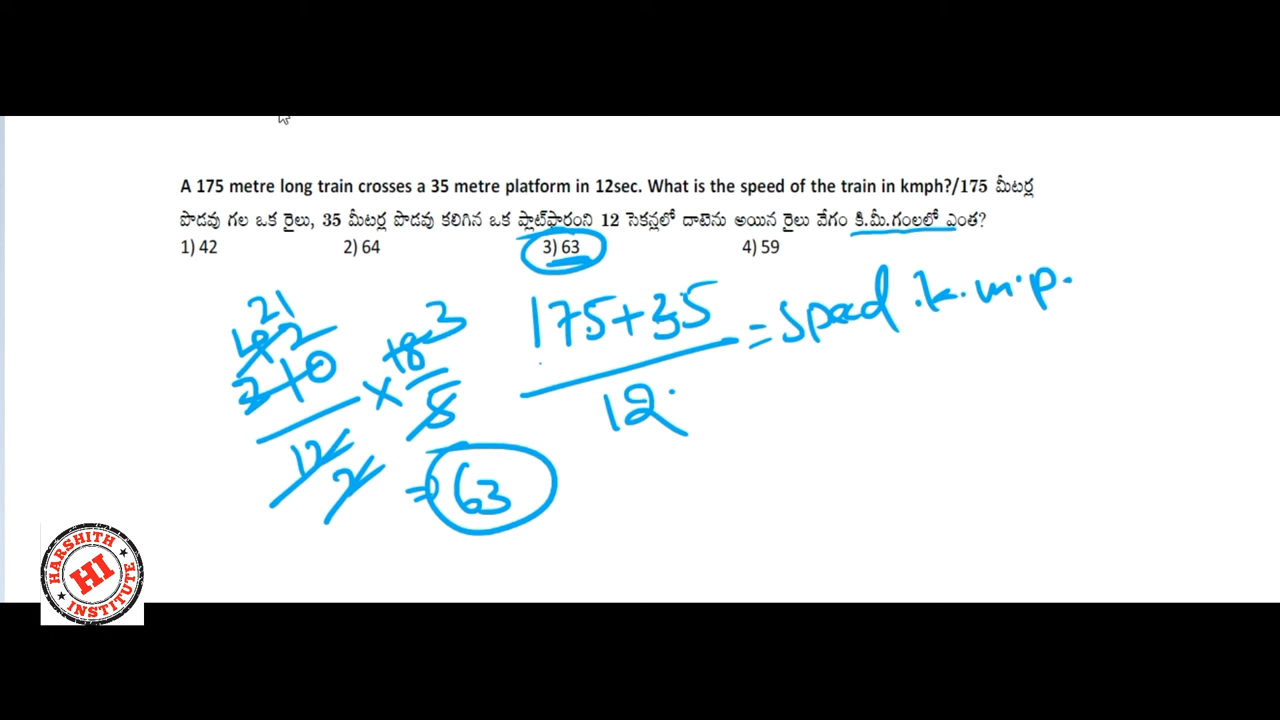 A 175 metre long train crosses a 35 metre platform in 12sec. What is the speed of the train in kmph?/175 మీటర్ల
పొడవు గల ఒక రైలు, 35 మీటర్ల పొడవు కలిగిన ఒక ప్లాట్‌ఫారంని 12 సెకన్లలో దాటెను అయిన రైలు వేగం కి.మీ.గంలలో ఎంత?
1) 42 2) 64 3) 63 4) 59
175+35 = speed .k.m.p.
12
21
42 2 18 3
210 × 5
12
2
⇒ 63
HARSHITH
HI
INSTITUTE